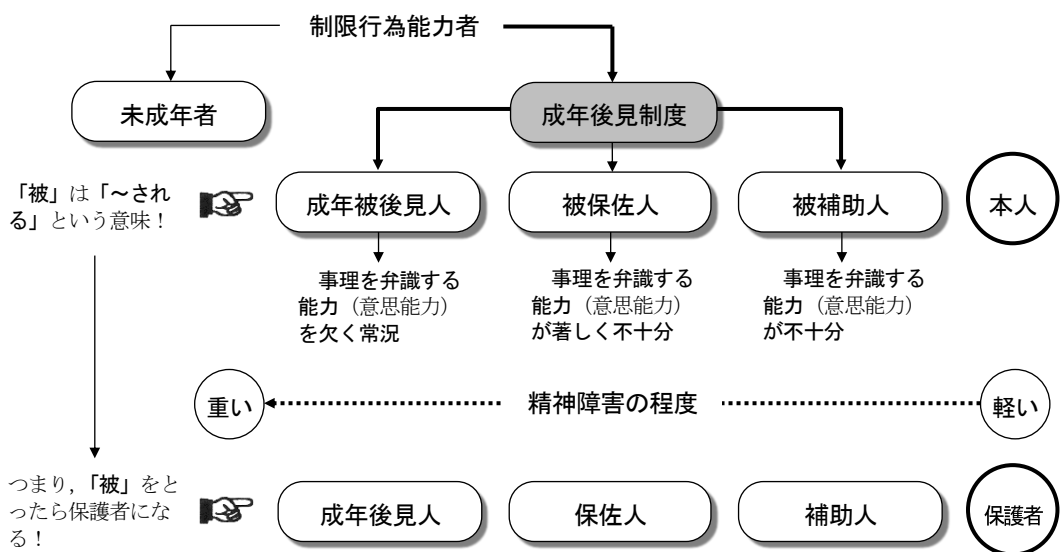 制限行為能力者
未成年者
成年後見制度
「被」は「～され
る」という意味！
成年被後見人
被保佐人
被補助人
本人
事理を弁識する
能力（意思能力）
を欠く常況
事理を弁識する
能力（意思能力）
が著しく不十分
事理を弁識する
能力（意思能力）
が不十分
重い
精神障害の程度
軽い
つまり，「被」をと
ったら保護者にな
る！
成年後見人
保佐人
補助人
保護者